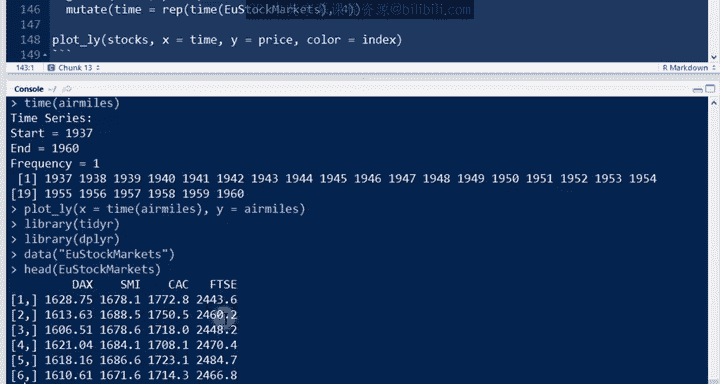 146 mutate(time = rep(time(EuStockMarkets), 4))
147
148 plot_ly(stocks, x = time, y = price, color = index)
149 ```
143:1 Chunk 13 R Markdown
Console ~/
> time(airmiles)
Time Series:
Start = 1937
End = 1960
Frequency = 1
[1] 1937 1938 1939 1940 1941 1942 1943 1944 1945 1946 1947 1948 1949 1950 1951 1952 1953 1954
[19] 1955 1956 1957 1958 1959 1960
> plot_ly(x = time(airmiles), y = airmiles)
> library(tidyr)
> library(dplyr)
> data("EuStockMarkets")
> head(EuStockMarkets)
DAX SMI CAC FTSE
[1,] 1628.75 1678.1 1772.8 2443.6
[2,] 1613.63 1688.5 1750.5 2460.2
[3,] 1606.51 1678.6 1718.0 2448.2
[4,] 1621.04 1684.1 1708.1 2470.4
[5,] 1618.16 1686.6 1723.1 2484.7
[6,] 1610.61 1671.6 1714.3 2466.8